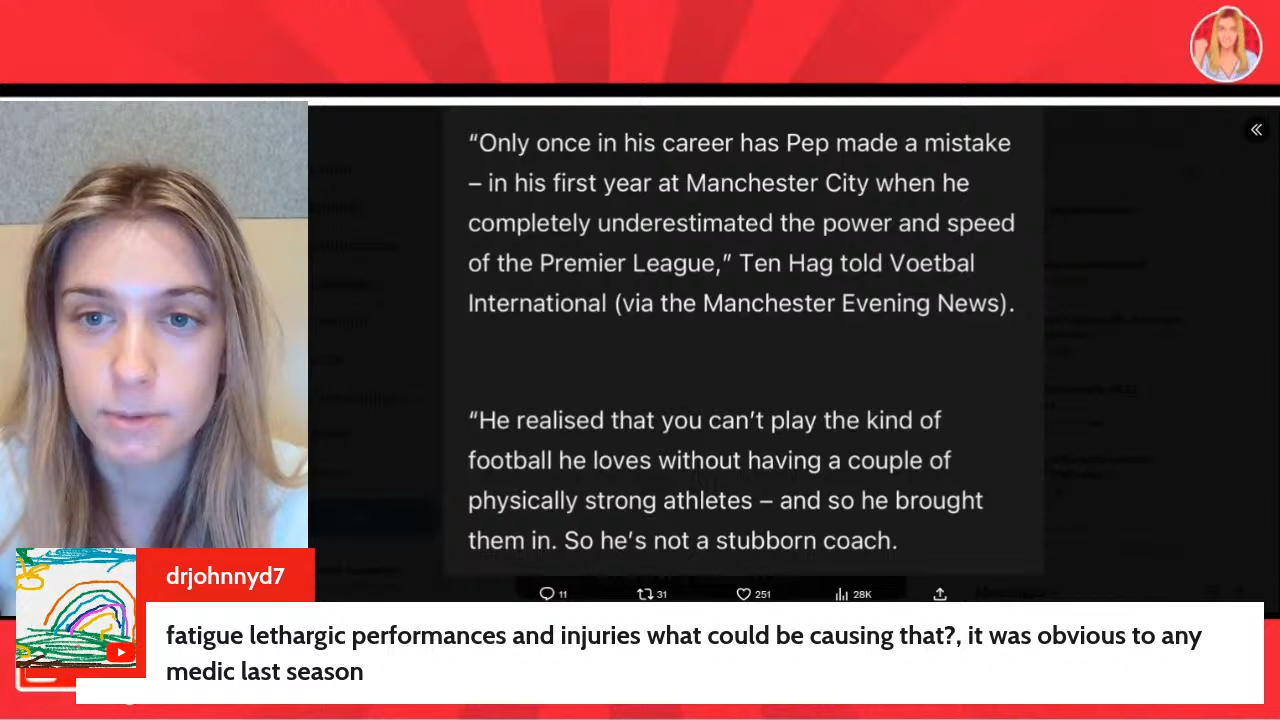 “Only once in his career has Pep made a mistake
– in his first year at Manchester City when he
completely underestimated the power and speed
of the Premier League,” Ten Hag told Voetbal
International (via the Manchester Evening News).
“He realised that you can’t play the kind of
football he loves without having a couple of
physically strong athletes – and so he brought
them in. So he’s not a stubborn coach.
11 31 251 28K
drjohnnyd7
fatigue lethargic performances and injuries what could be causing that?, it was obvious to any
medic last season